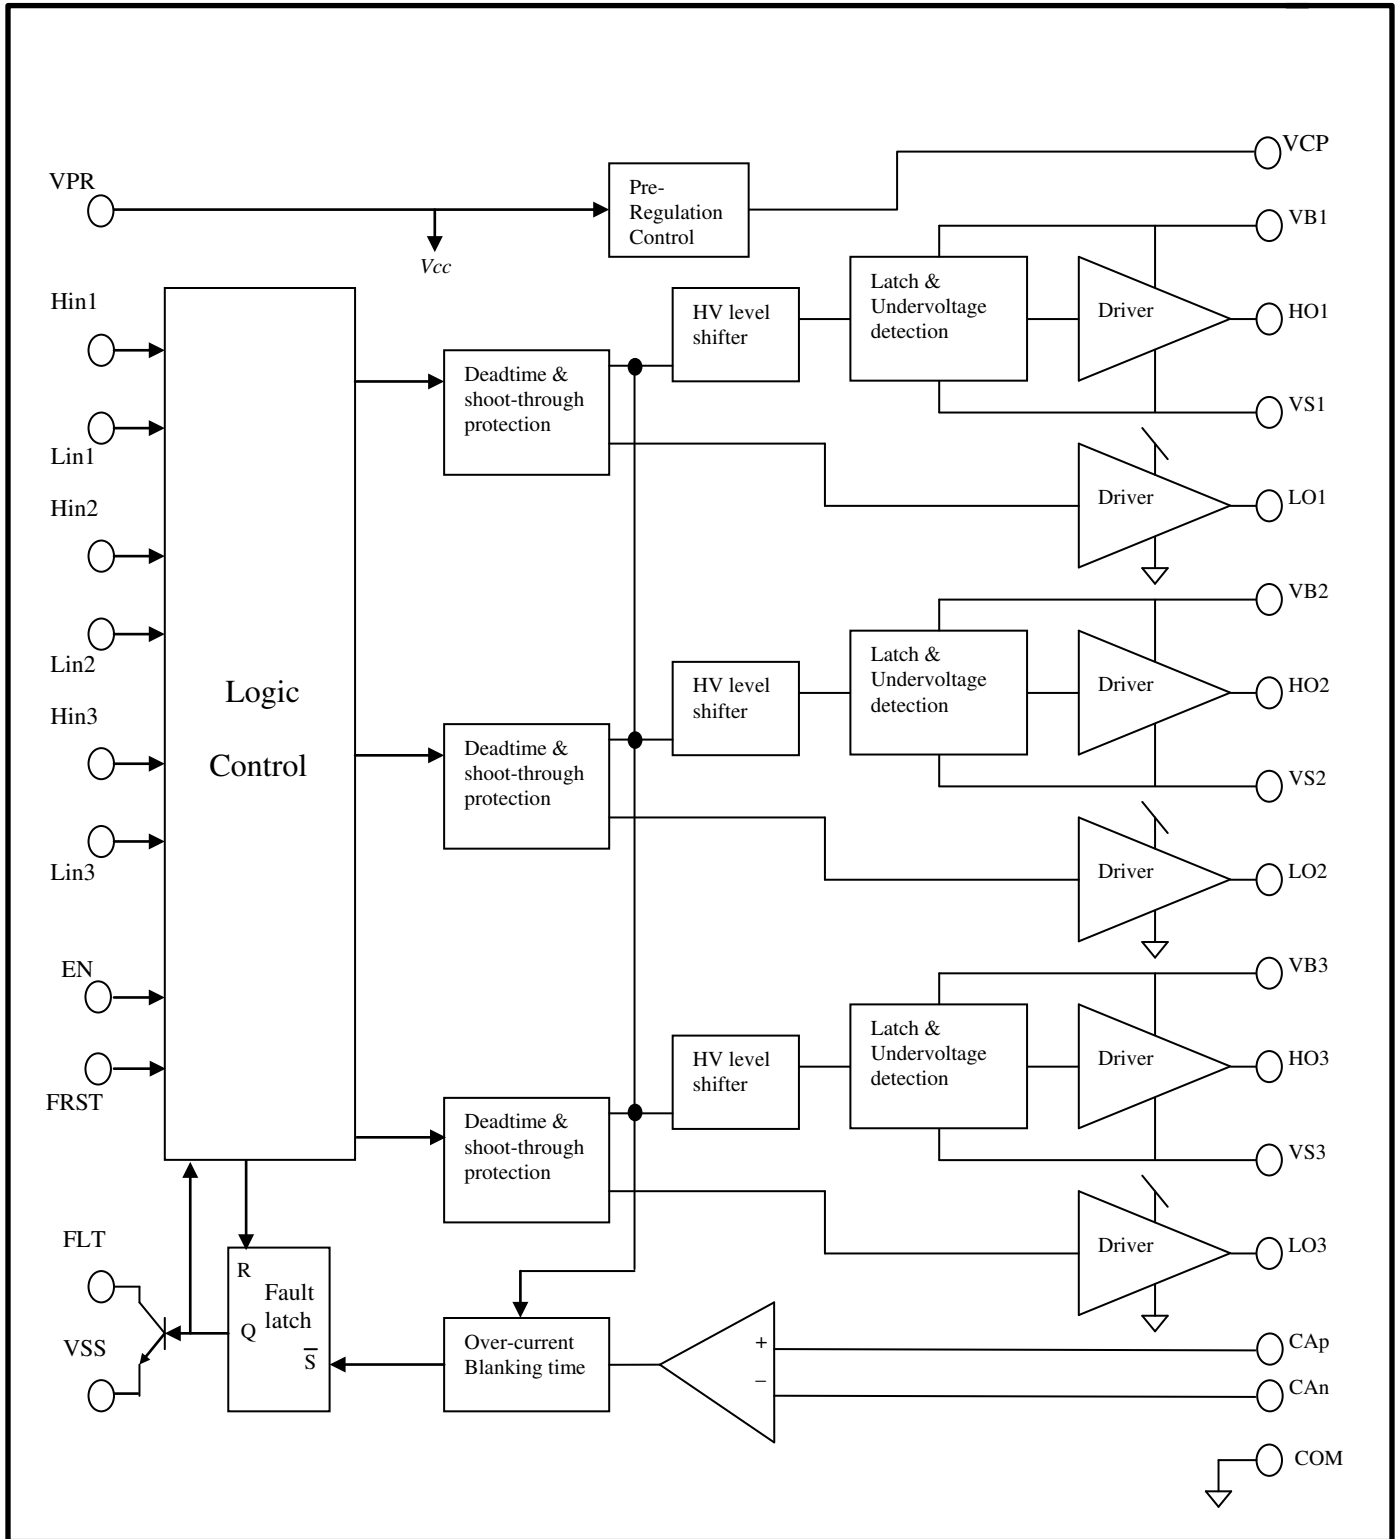 VCP
VPR
Pre-
Regulation
Control
VB1
Vcc
Hin1
Latch &
Undervoltage
detection
HV level
shifter
Driver
HO1
Deadtime &
shoot-through
protection
VS1
Lin1
Driver
LO1
Hin2
VB2
Latch &
Undervoltage
detection
Lin2
HV level
shifter
Driver
HO2
Logic
Control
Hin3
Deadtime &
shoot-through
protection
VS2
Lin3
Driver
LO2
EN
VB3
Latch &
Undervoltage
detection
HV level
shifter
Driver
HO3
FRST
Deadtime &
shoot-through
protection
VS3
FLT
Driver
LO3
R
Fault
latch
Q
S̅
VSS
Over-current
Blanking time
+
−
CAp
CAn
COM